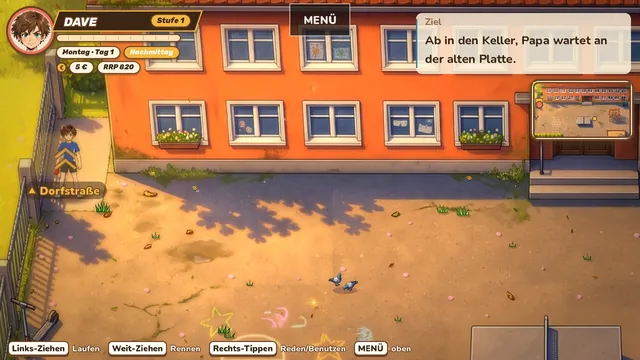 DAVE
Stufe 1
Montag · Tag 1 Nachmittag
€ 5 € RRP 820
MENÜ
Ziel
Ab in den Keller, Papa wartet an
der alten Platte.
▲ Dorfstraße
Links-Ziehen Laufen Weit-Ziehen Rennen Rechts-Tippen Reden/Benutzen MENÜ oben